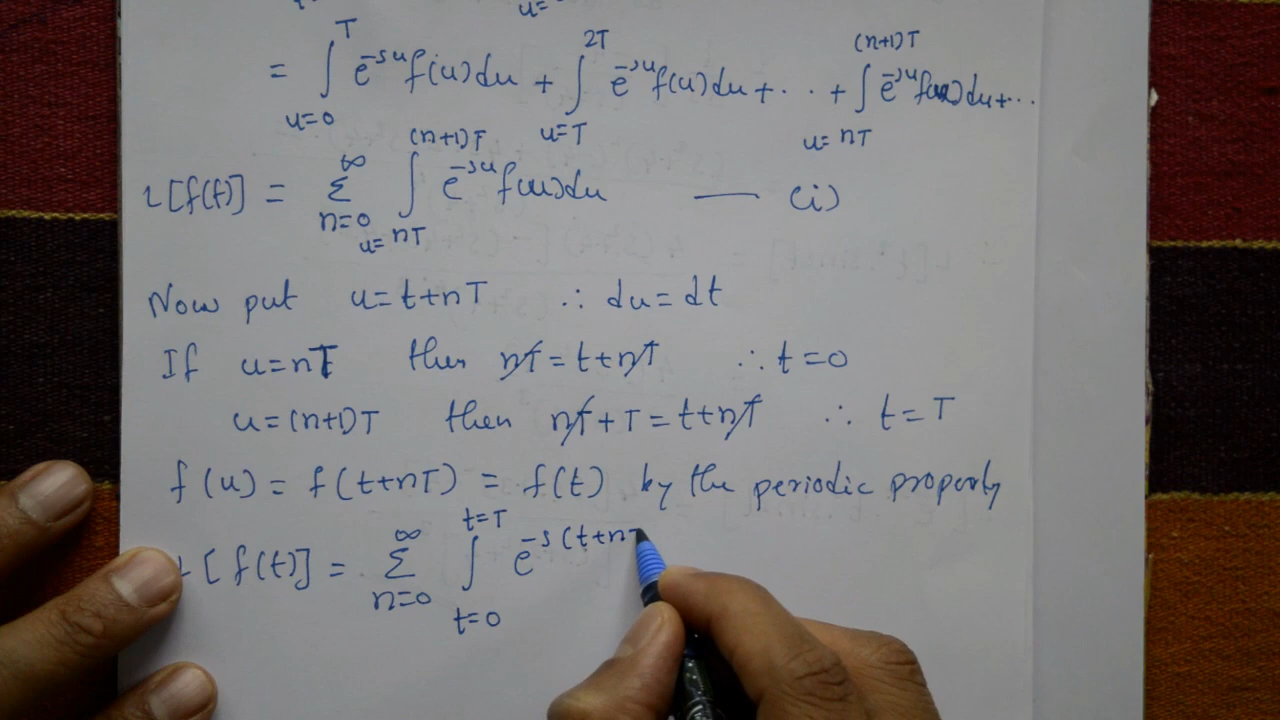 u=
= ∫_{u=0}^{T} e^{-su} f(u) du + ∫_{u=T}^{2T} e^{-su} f(u) du + ... + ∫_{u=nT}^{(n+1)T} e^{-su} f(u) du + ...
L[f(t)] = Σ_{n=0}^{∞} ∫_{u=nT}^{(n+1)T} e^{-su} f(u) du — (i)
Now put u = t+nT ∴ du = dt
If u = nT then nT = t+nT ∴ t = 0
u = (n+1)T then nT + T = t+nT ∴ t = T
f(u) = f(t+nT) = f(t) by the periodic property
L[f(t)] = Σ_{n=0}^{∞} ∫_{t=0}^{t=T} e^{-s(t+nT